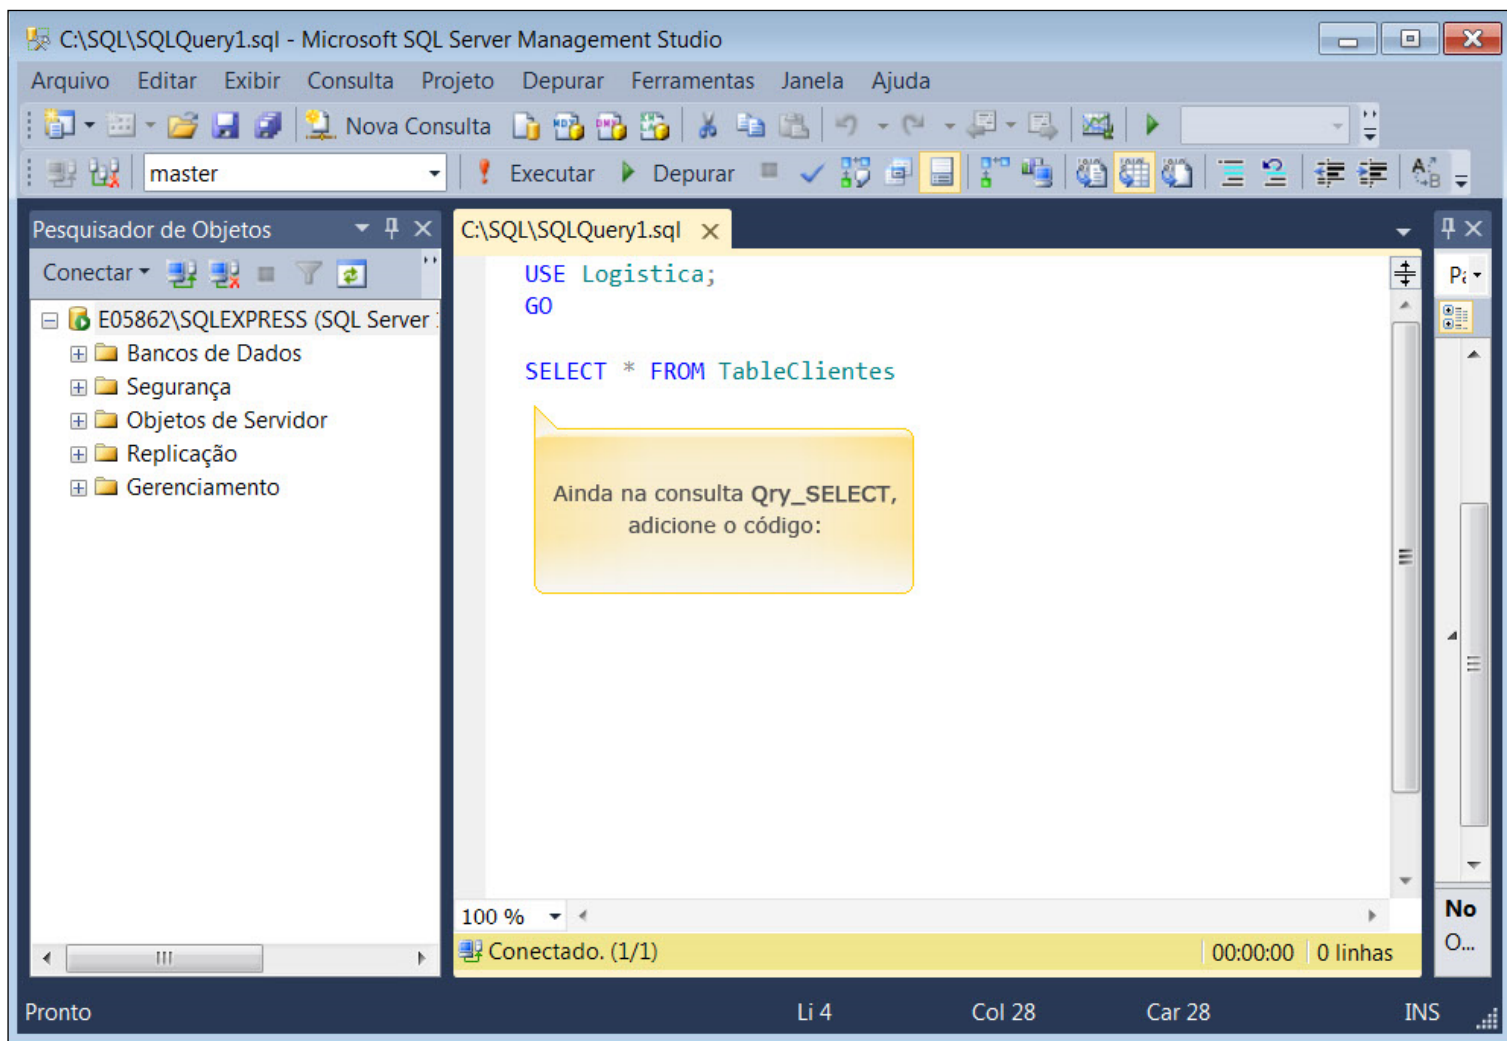 C:\SQL\SQLQuery1.sql - Microsoft SQL Server Management Studio
Arquivo Editar Exibir Consulta Projeto Depurar Ferramentas Janela Ajuda
Nova Consulta
master Executar Depurar
Pesquisador de Objetos
C:\SQL\SQLQuery1.sql
Conectar
E05862\SQLEXPRESS (SQL Server
Bancos de Dados
Segurança
Objetos de Servidor
Replicação
Gerenciamento
USE Logistica;
GO
SELECT * FROM TableClientes
Ainda na consulta Qry_SELECT,
adicione o código:
100 %
Conectado. (1/1) 00:00:00 0 linhas
No
O...
Pronto Li 4 Col 28 Car 28 INS